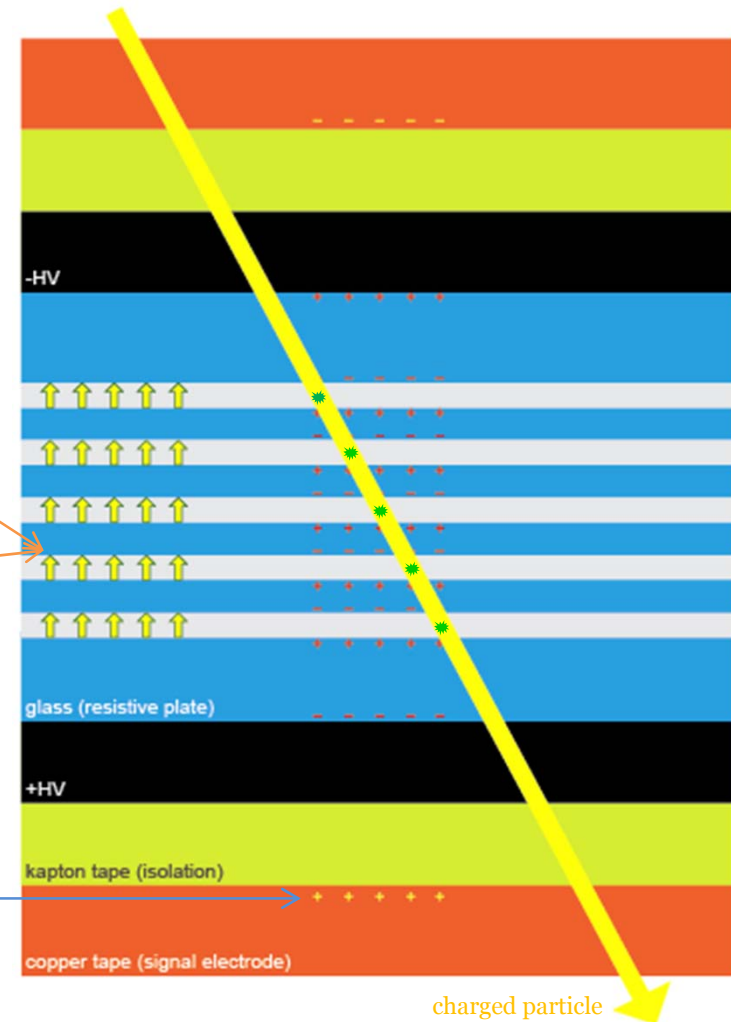 -HV
glass (resistive plate)
+HV
kapton tape (isolation)
copper tape (signal electrode)
charged particle